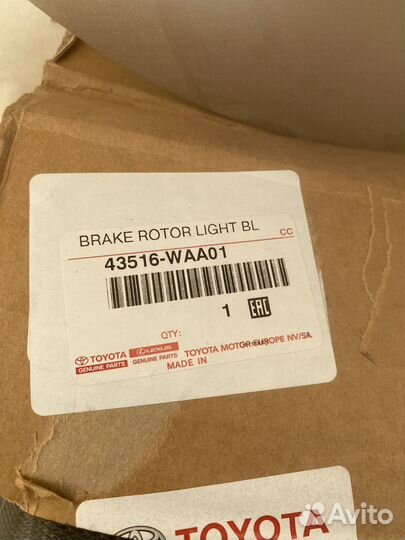 BRAKE ROTOR LIGHT BL
CC
43516-WAA01
1 EAC
QTY:
TOYOTA LEXUS TOYOTA MOTOR EUROPE NV/SA
GENUINE PARTS GENUINE PARTS
MADE IN
TOYOTA
Avito